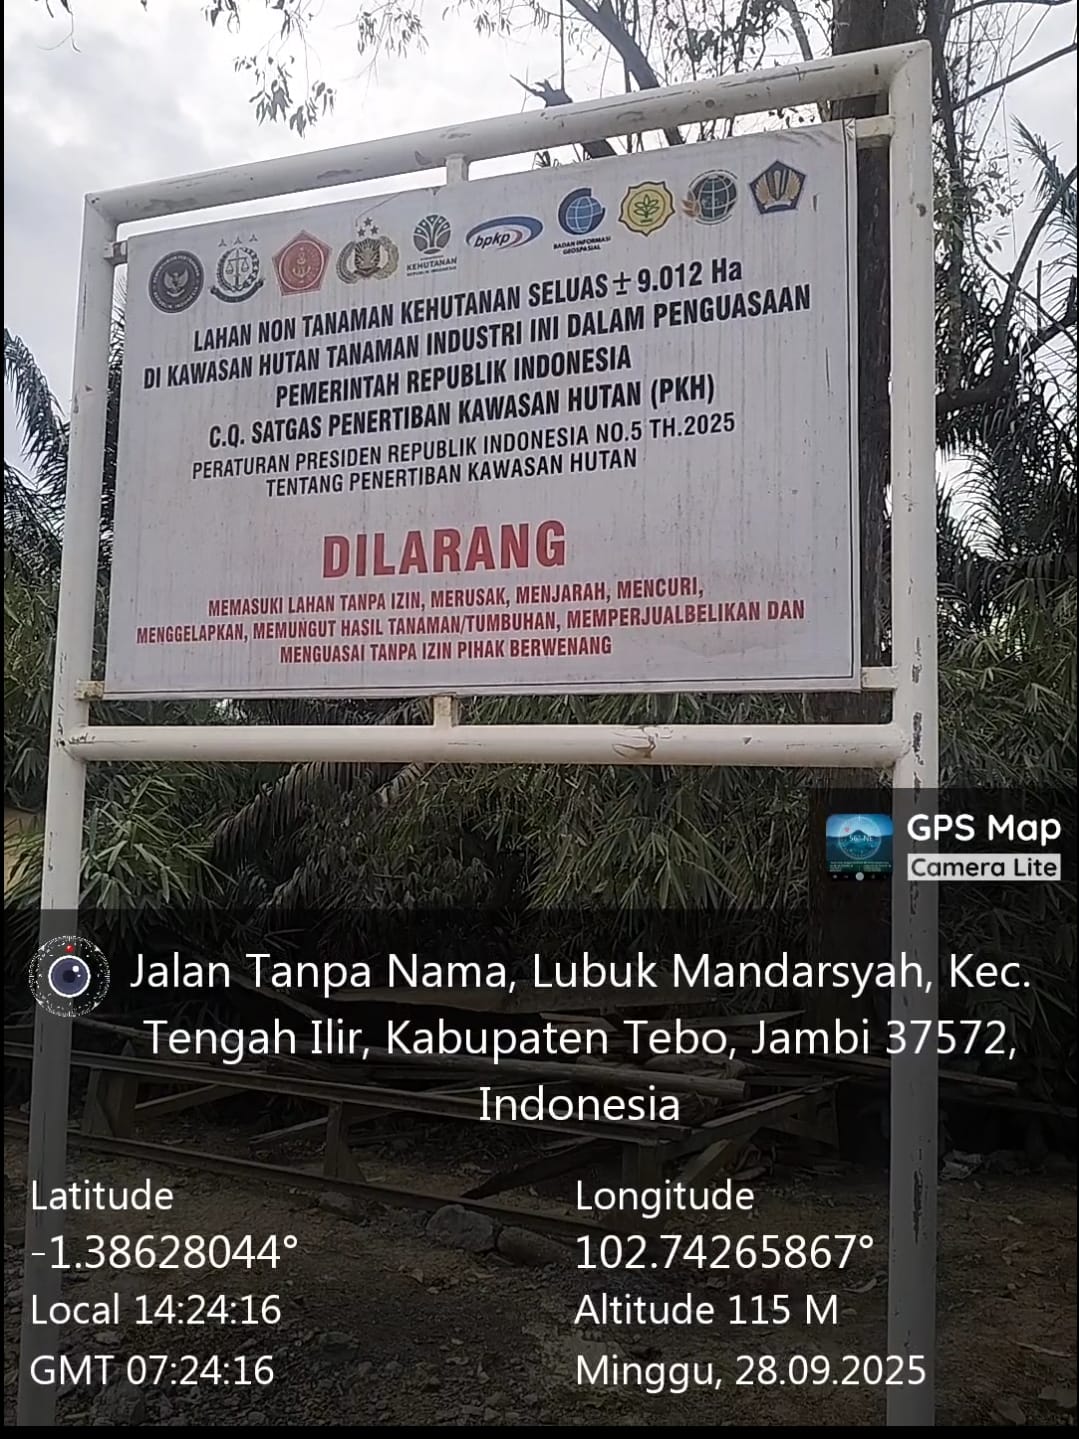 KEHUTANAN
bpkp
BADAN INFORMASI
GEOSPASIAL
LAHAN NON TANAMAN KEHUTANAN SELUAS ± 9.012 Ha
DI KAWASAN HUTAN TANAMAN INDUSTRI INI DALAM PENGUASAAN
PEMERINTAH REPUBLIK INDONESIA
C.Q. SATGAS PENERTIBAN KAWASAN HUTAN (PKH)
PERATURAN PRESIDEN REPUBLIK INDONESIA NO.5 TH.2025
TENTANG PENERTIBAN KAWASAN HUTAN
DILARANG
MEMASUKI LAHAN TANPA IZIN, MERUSAK, MENJARAH, MENCURI,
MENGGELAPKAN, MEMUNGUT HASIL TANAMAN/TUMBUHAN, MEMPERJUALBELIKAN DAN
MENGUASAI TANPA IZIN PIHAK BERWENANG
GPS Map
Camera Lite
Jalan Tanpa Nama, Lubuk Mandarsyah, Kec.
Tengah Ilir, Kabupaten Tebo, Jambi 37572,
Indonesia
Latitude
-1.38628044°
Longitude
102.74265867°
Local 14:24:16
Altitude 115 M
GMT 07:24:16
Minggu, 28.09.2025